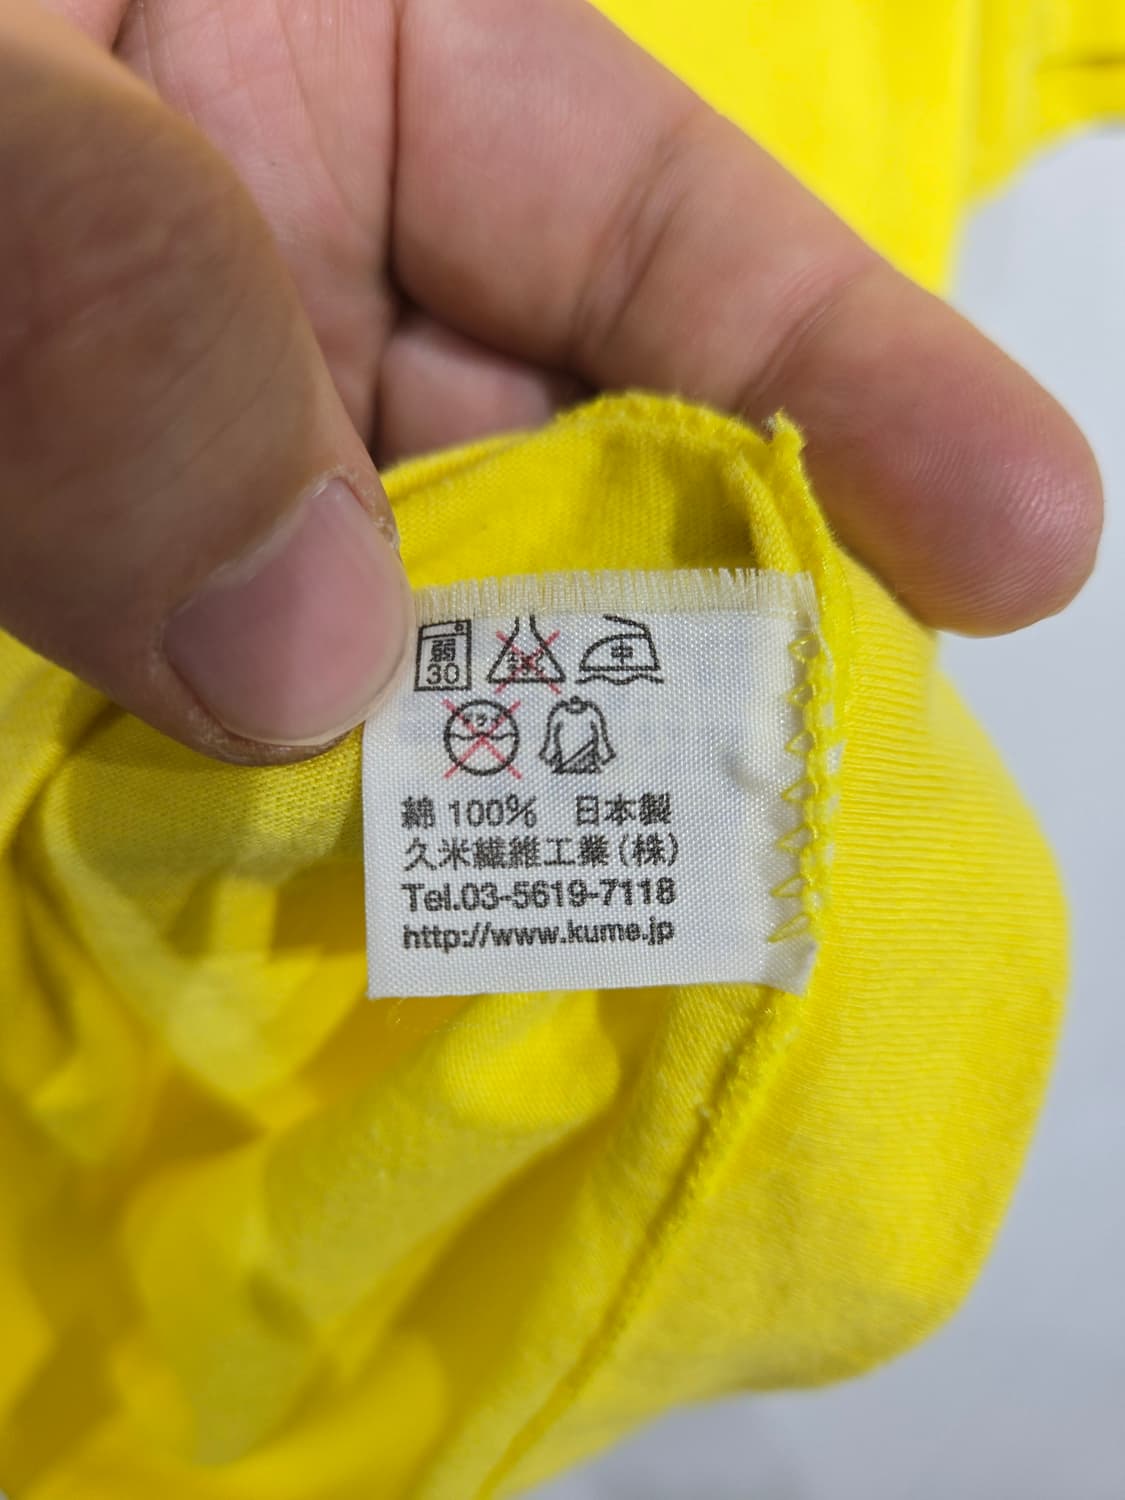 弱
30
中
綿 100% 日本製
久米繊維工業(株)
Tel.03-5619-7118
http://www.kume.jp